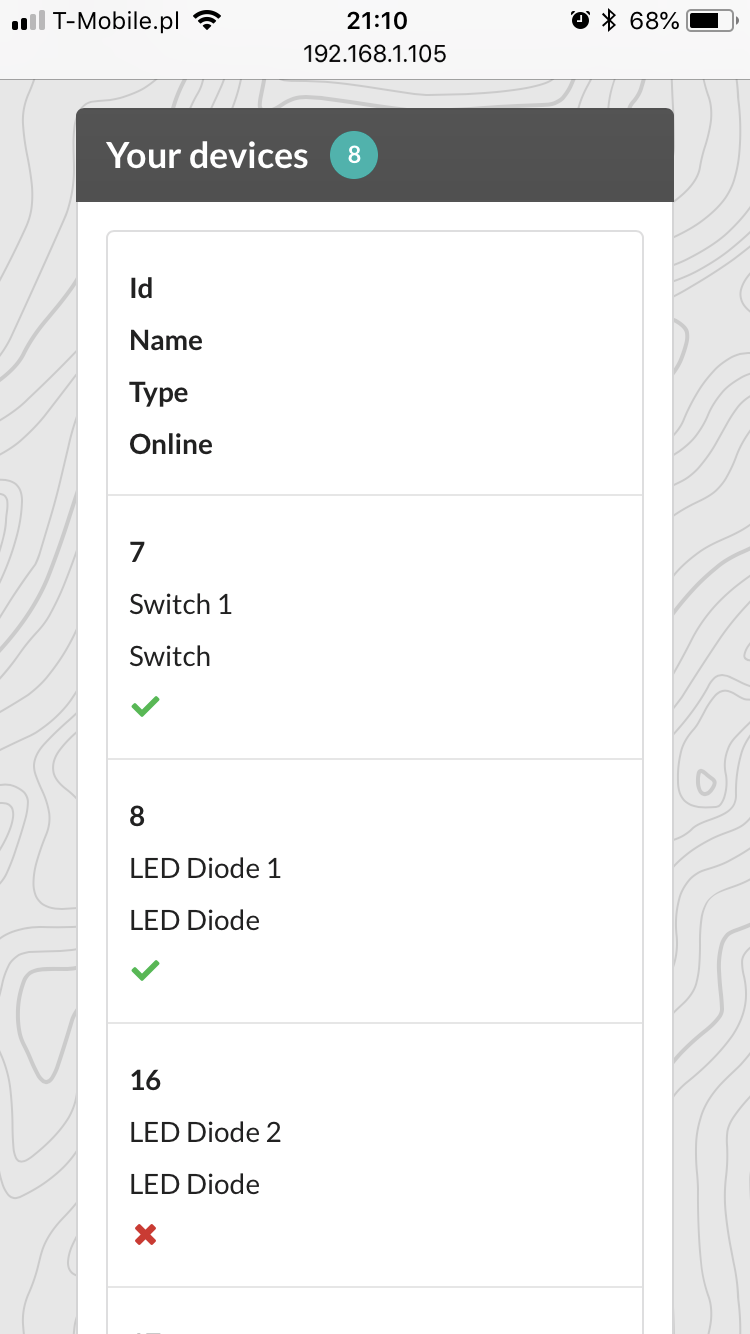 T-Mobile.pl 21:10 68%
192.168.1.105
Your devices 8
Id
Name
Type
Online
7
Switch 1
Switch
8
LED Diode 1
LED Diode
16
LED Diode 2
LED Diode